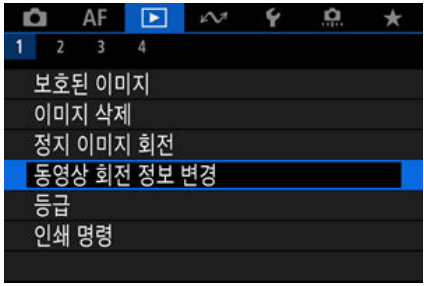 AF
1 2 3 4
보호된 이미지
이미지 삭제
정지 이미지 회전
동영상 회전 정보 변경
등급
인쇄 명령